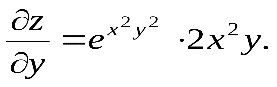 ∂z/∂y = e^{x²y²} · 2x²y.